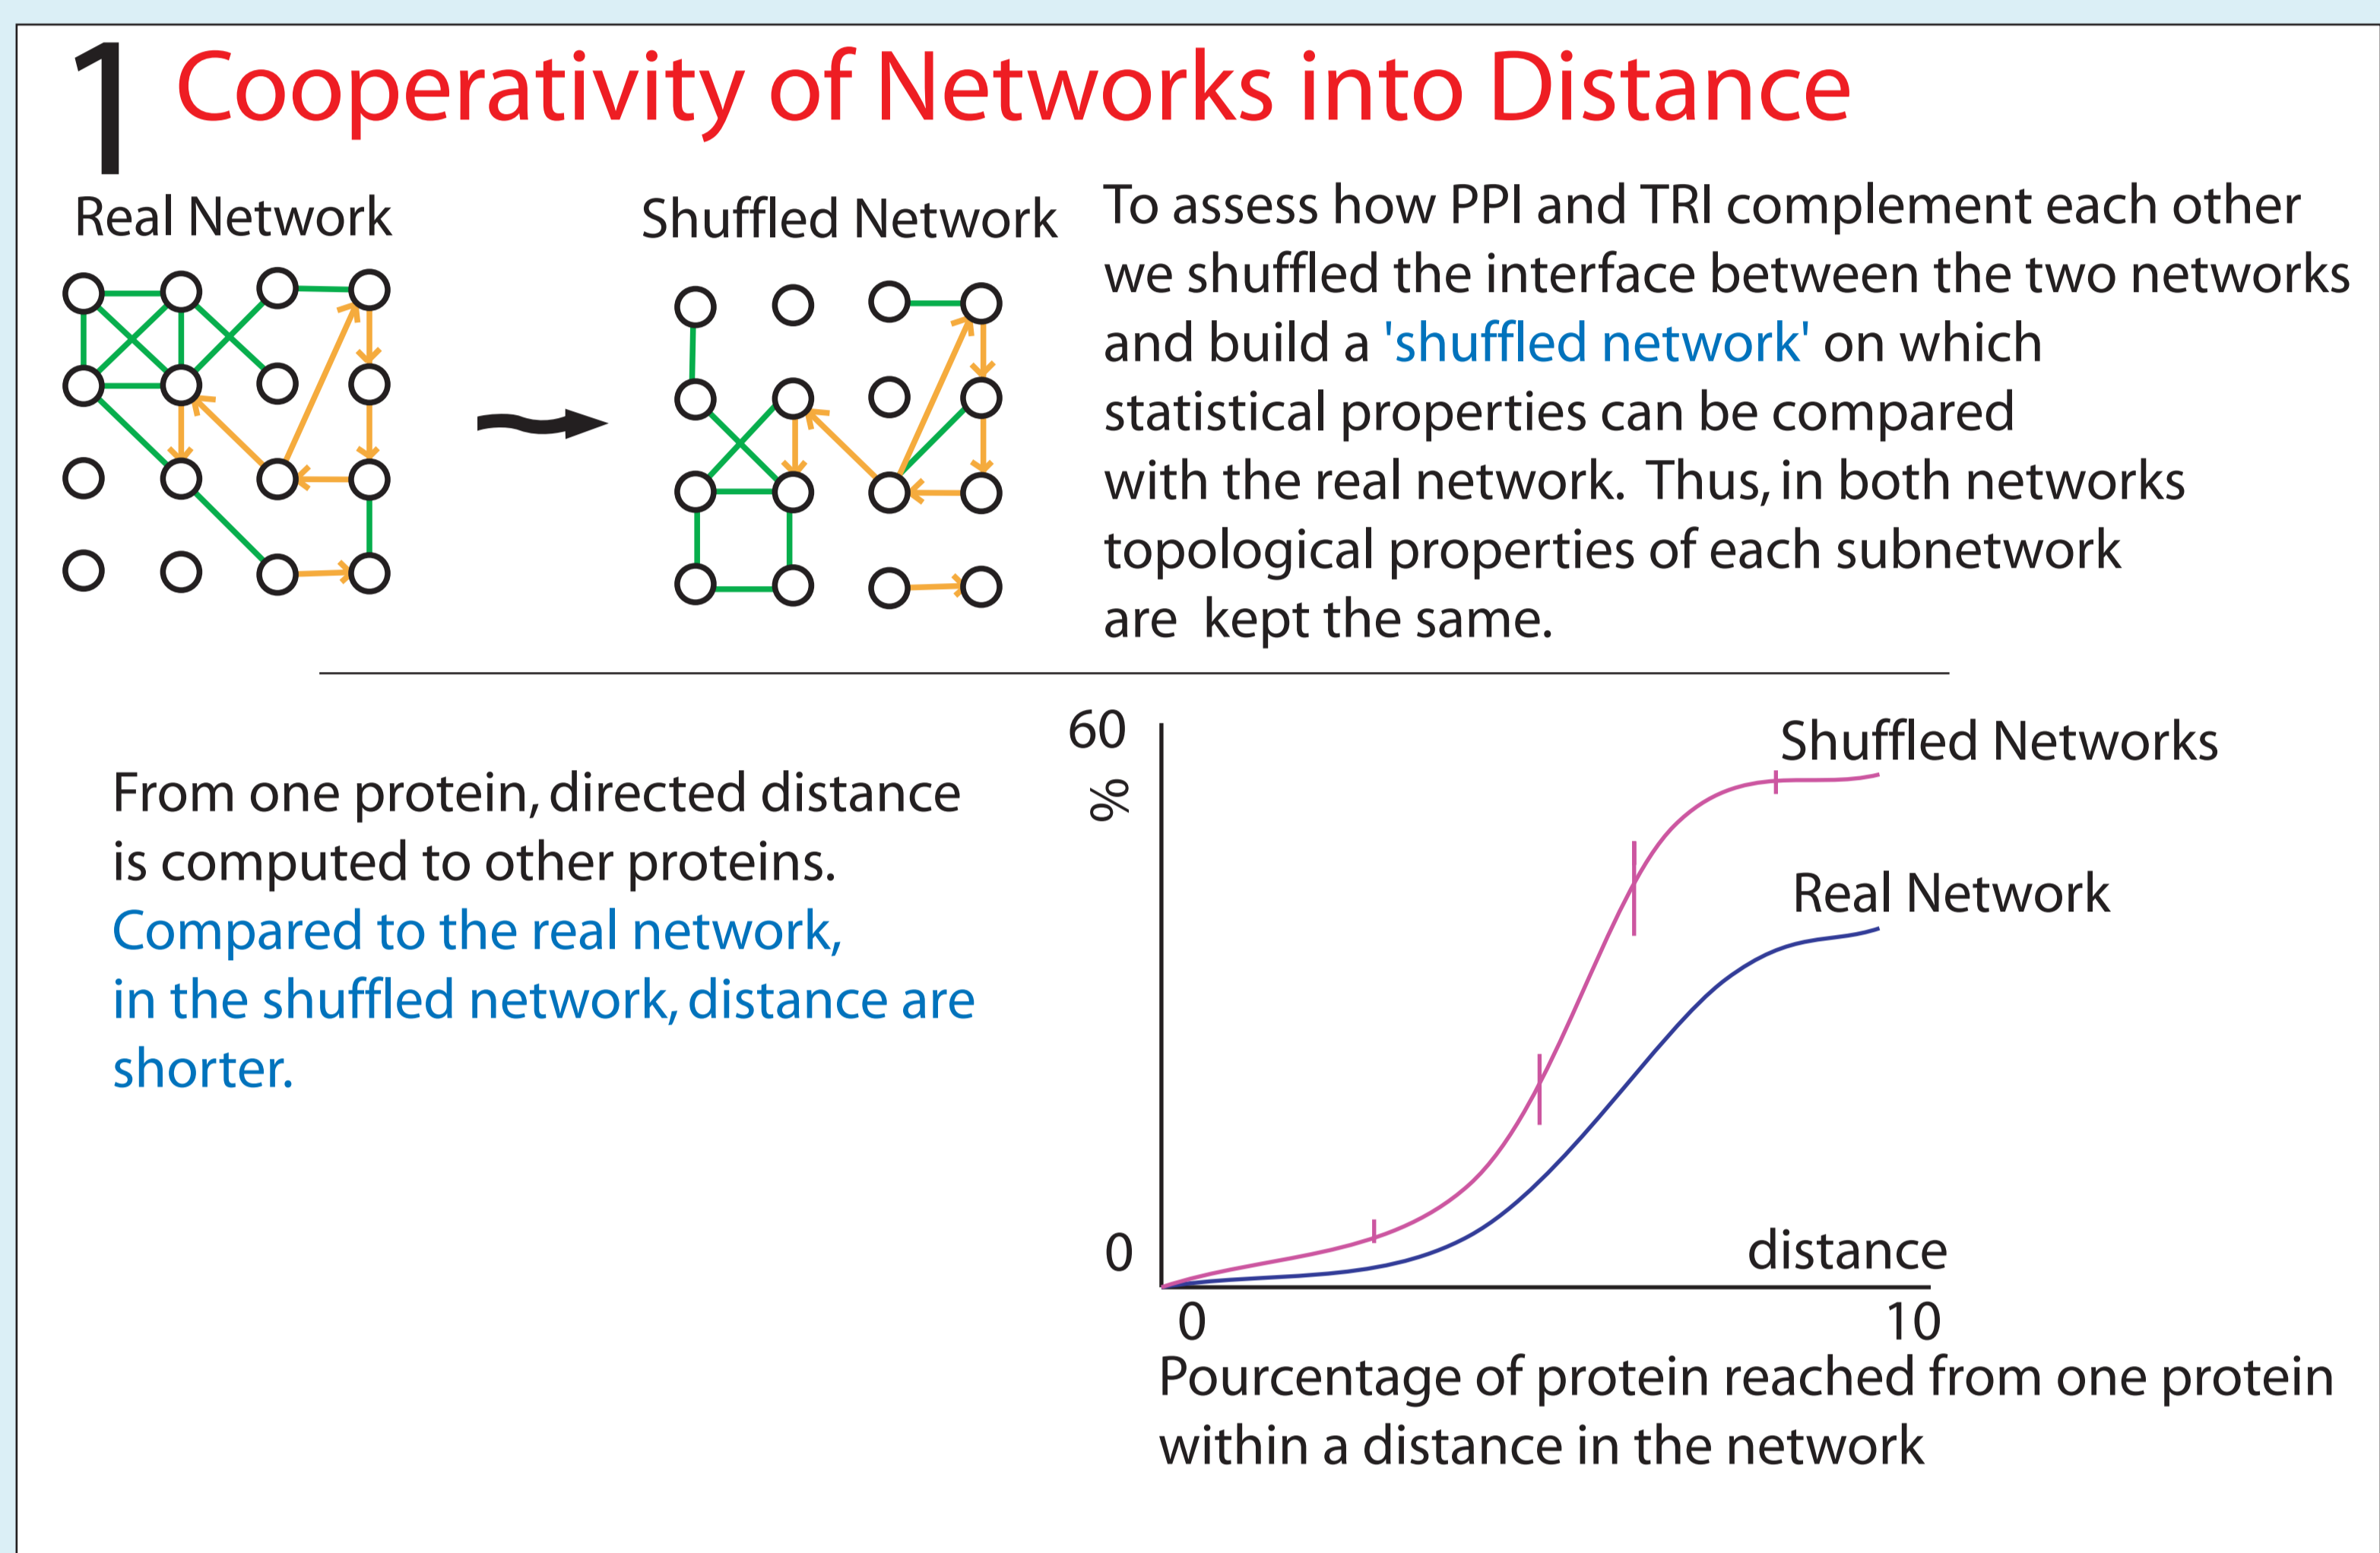 1 Cooperativity of Networks into Distance
Real Network
Shuffled Network
To assess how PPI and TRI complement each other
we shuffled the interface between the two networks
and build a 'shuffled network' on which
statistical properties can be compared
with the real network. Thus, in both networks
topological properties of each subnetwork
are kept the same.
From one protein, directed distance
is computed to other proteins.
Compared to the real network,
in the shuffled network, distance are
shorter.
60
%
Shuffled Networks
Real Network
0
distance
0
10
Pourcentage of protein reached from one protein
within a distance in the network